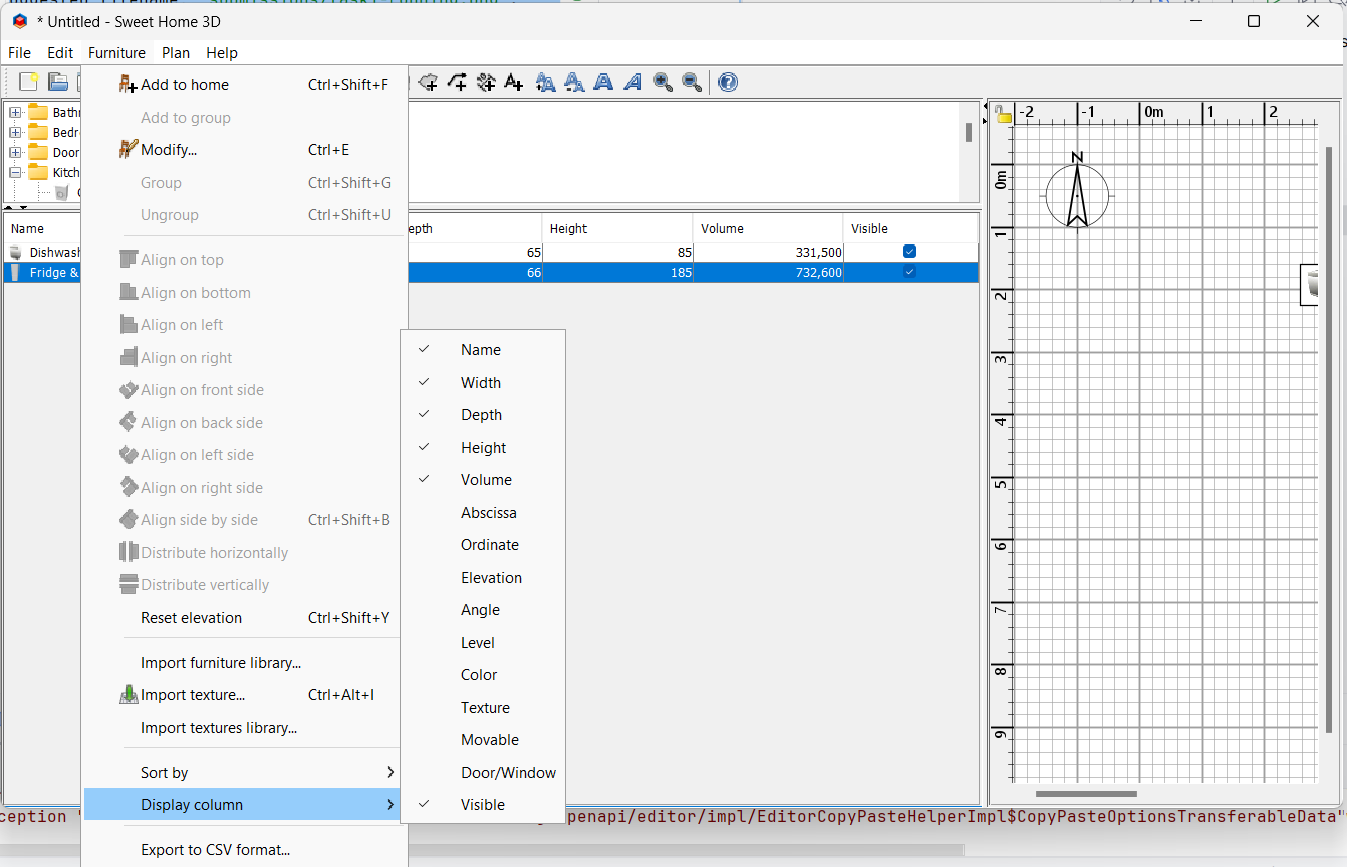 * Untitled - Sweet Home 3D
File Edit Furniture Plan Help
Add to home Ctrl+Shift+F
Add to group
Modify... Ctrl+E
Group Ctrl+Shift+G
Ungroup Ctrl+Shift+U
Align on top
Align on bottom
Align on left
Align on right
Align on front side
Align on back side
Align on left side
Align on right side
Align side by side Ctrl+Shift+B
Distribute horizontally
Distribute vertically
Reset elevation Ctrl+Shift+Y
Import furniture library...
Import texture... Ctrl+Alt+I
Import textures library...
Sort by
Display column
Export to CSV format...
Name
Width
Depth
Height
Volume
Abscissa
Ordinate
Elevation
Angle
Level
Color
Texture
Movable
Door/Window
Visible
Bath
Bedr
Door
Kitch
Name epth Height Volume Visible
Dishwas 65 85 331,500
Fridge & 66 185 732,600
-2 -1 0m 1 2
N
0m
1
2
3
4
5
6
7
8
9
ception " openapi/editor/impl/EditorCopyPasteHelperImpl$CopyPasteOptionsTransferableData"